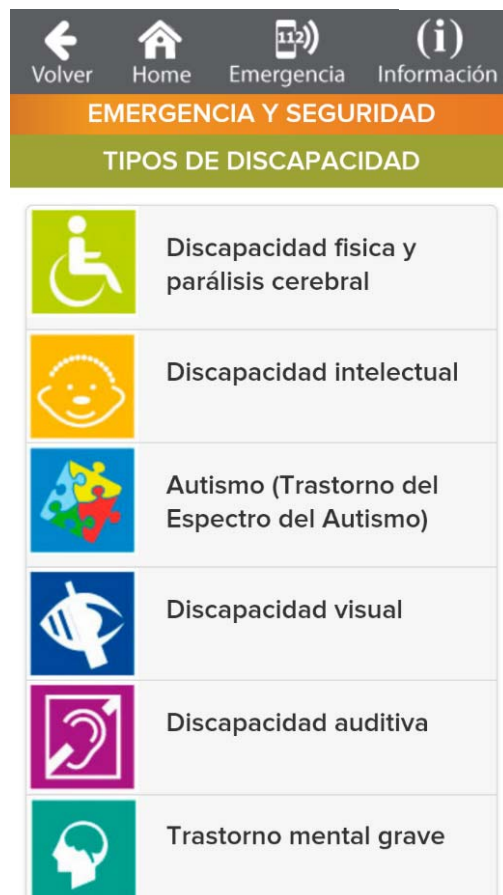 112
Volver Home Emergencia Información
EMERGENCIA Y SEGURIDAD
TIPOS DE DISCAPACIDAD
Discapacidad fisica y
parálisis cerebral
Discapacidad intelectual
Autismo (Trastorno del
Espectro del Autismo)
Discapacidad visual
Discapacidad auditiva
Trastorno mental grave